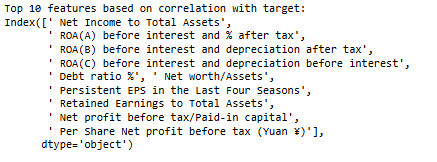 Top 10 features based on correlation with target:
Index([' Net Income to Total Assets',
' ROA(A) before interest and % after tax',
' ROA(B) before interest and depreciation after tax',
' ROA(C) before interest and depreciation before interest',
' Debt ratio %', ' Net worth/Assets',
' Persistent EPS in the Last Four Seasons',
' Retained Earnings to Total Assets',
' Net profit before tax/Paid-in capital',
' Per Share Net profit before tax (Yuan ¥)'],
dtype='object')